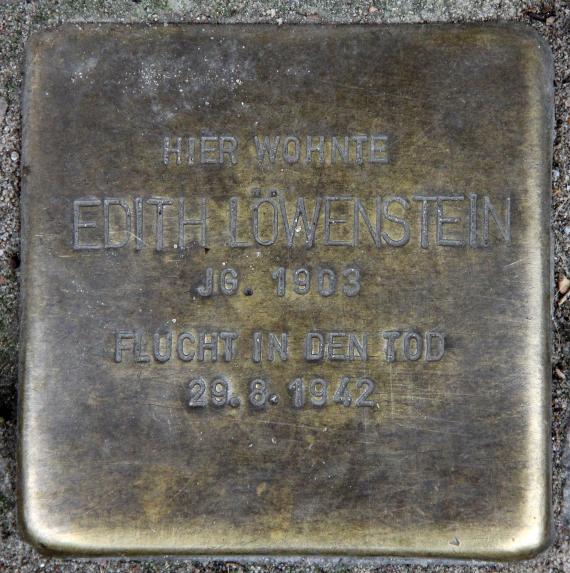 HIER WOHNTE
EDITH LÖWENSTEIN
JG. 1903
FLUCHT IN DEN TOD
29.8.1942